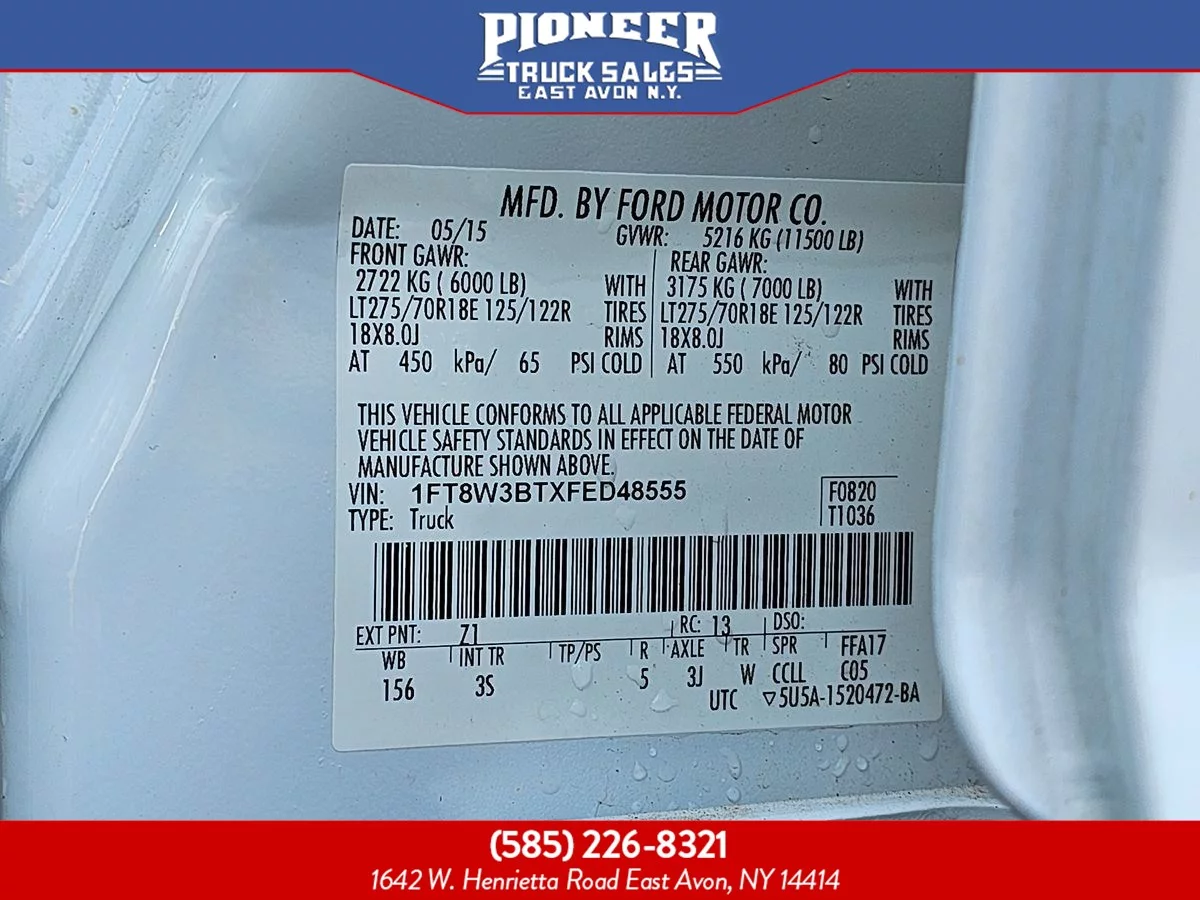 PIONEER
TRUCK SALES
EAST AVON N.Y.
MFD. BY FORD MOTOR CO.
DATE: 05/15 GVWR: 5216 KG (11500 LB)
FRONT GAWR: REAR GAWR:
2722 KG ( 6000 LB) WITH 3175 KG ( 7000 LB) WITH
LT275/70R18E 125/122R TIRES LT275/70R18E 125/122R TIRES
18X8.0J RIMS 18X8.0J RIMS
AT 450 kPa/ 65 PSI COLD AT 550 kPa/ 80 PSI COLD
THIS VEHICLE CONFORMS TO ALL APPLICABLE FEDERAL MOTOR
VEHICLE SAFETY STANDARDS IN EFFECT ON THE DATE OF
MANUFACTURE SHOWN ABOVE.
VIN: 1FT8W3BTXFED48555 F0820
TYPE: Truck T1036
EXT PNT: Z1 RC: 13 DSO:
WB INT TR TP/PS R AXLE TR SPR FFA17
156 3S 5 3J W CCLL C05
UTC ▽5U5A-1520472-BA
(585) 226-8321
1642 W. Henrietta Road East Avon, NY 14414